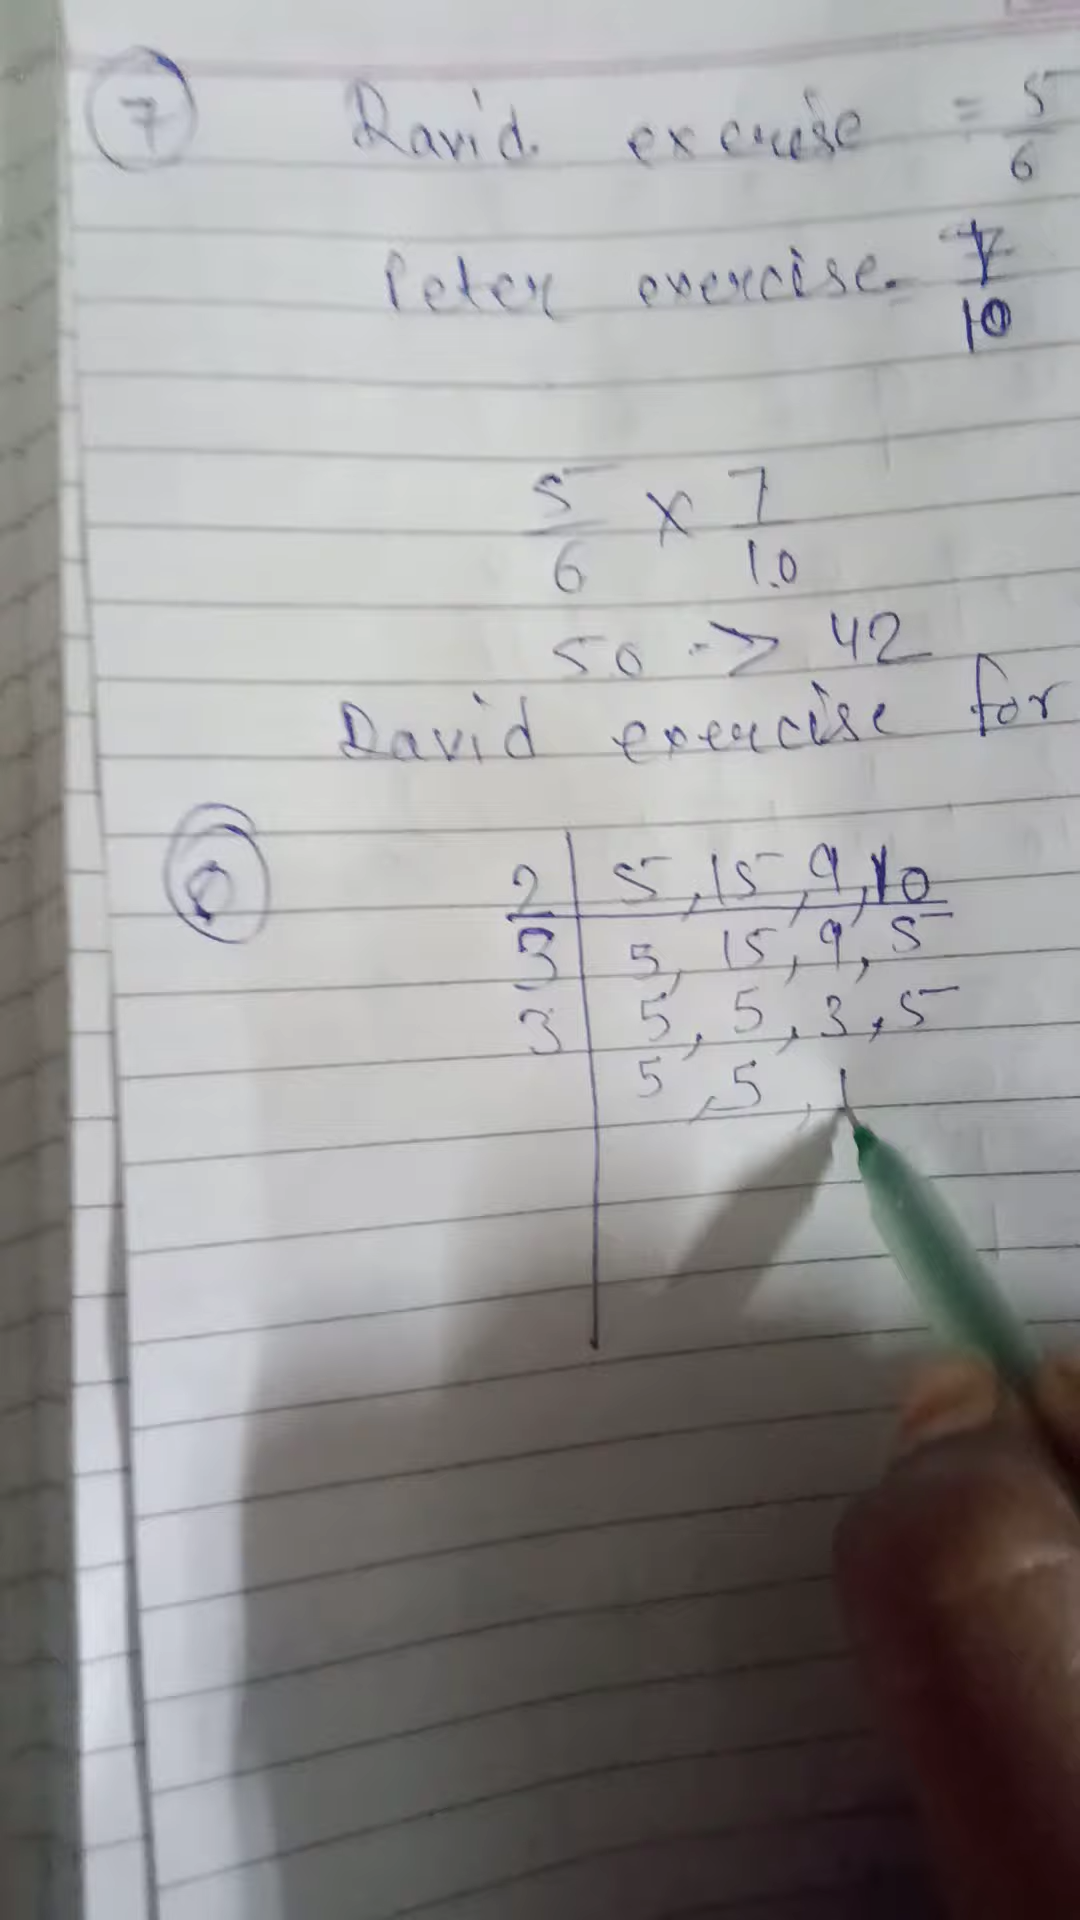 7 David exercise = 5/6
Peter exercise 7/10
5/6 × 7/10
50 -> 42
David exercise for
8
2 | 5, 15, 9, 10
3 | 5, 15, 9, 5
3 | 5, 5, 3, 5
5, 5, 1